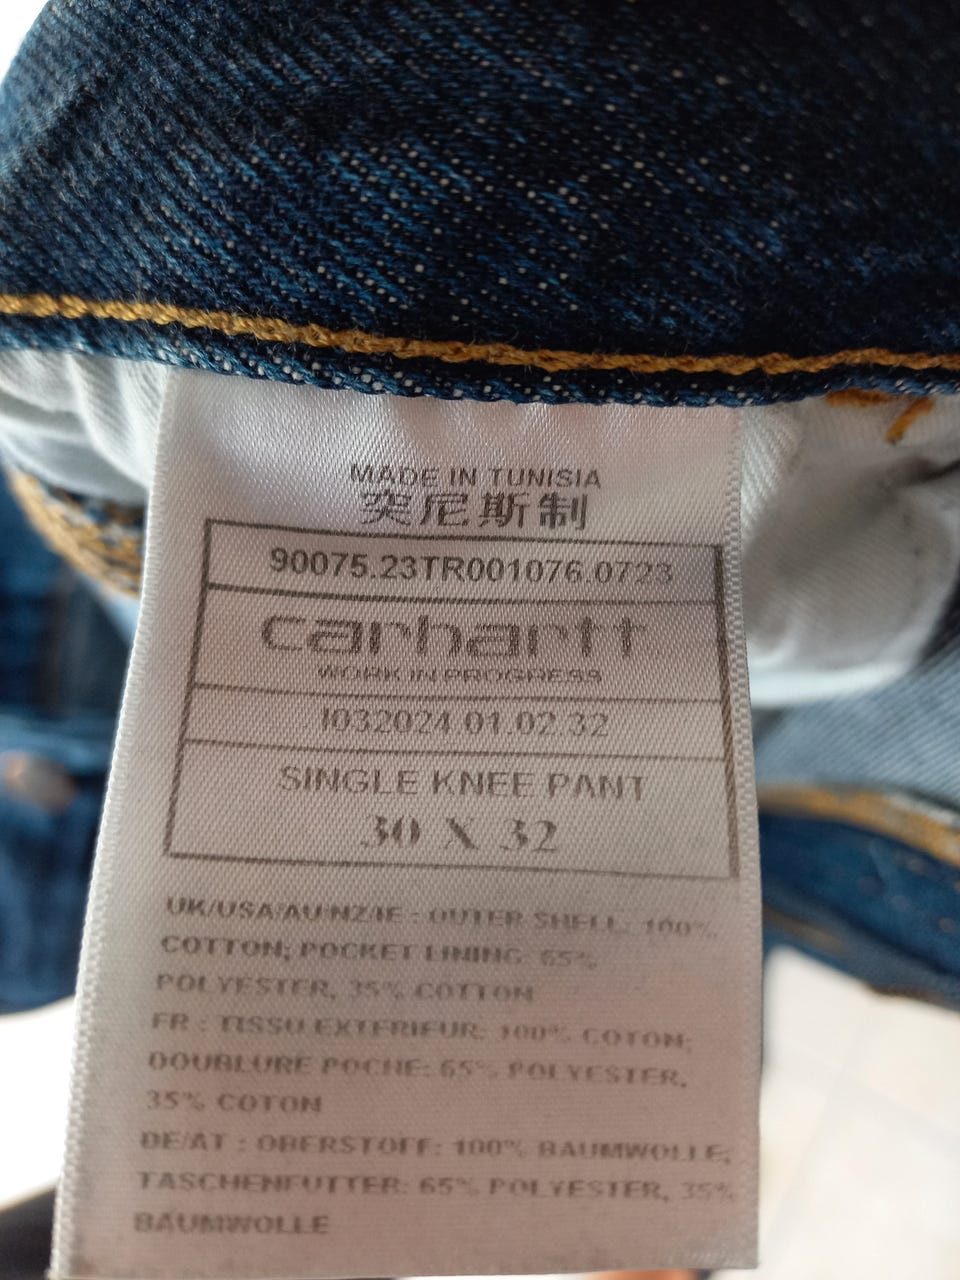 MADE IN TUNISIA
突尼斯制
90075.23TR001076.0723
carhartt
WORK IN PROGRESS
I032024.01.02.32
SINGLE KNEE PANT
30 X 32
UK/USA/AU/NZ/IE : OUTER SHELL: 100%
COTTON; POCKET LINING: 65%
POLYESTER, 35% COTTON
FR : TISSU EXTERIEUR: 100% COTON;
DOUBLURE POCHE: 65% POLYESTER,
35% COTON
DE/AT : OBERSTOFF: 100% BAUMWOLLE;
TASCHENFUTTER: 65% POLYESTER, 35%
BAUMWOLLE